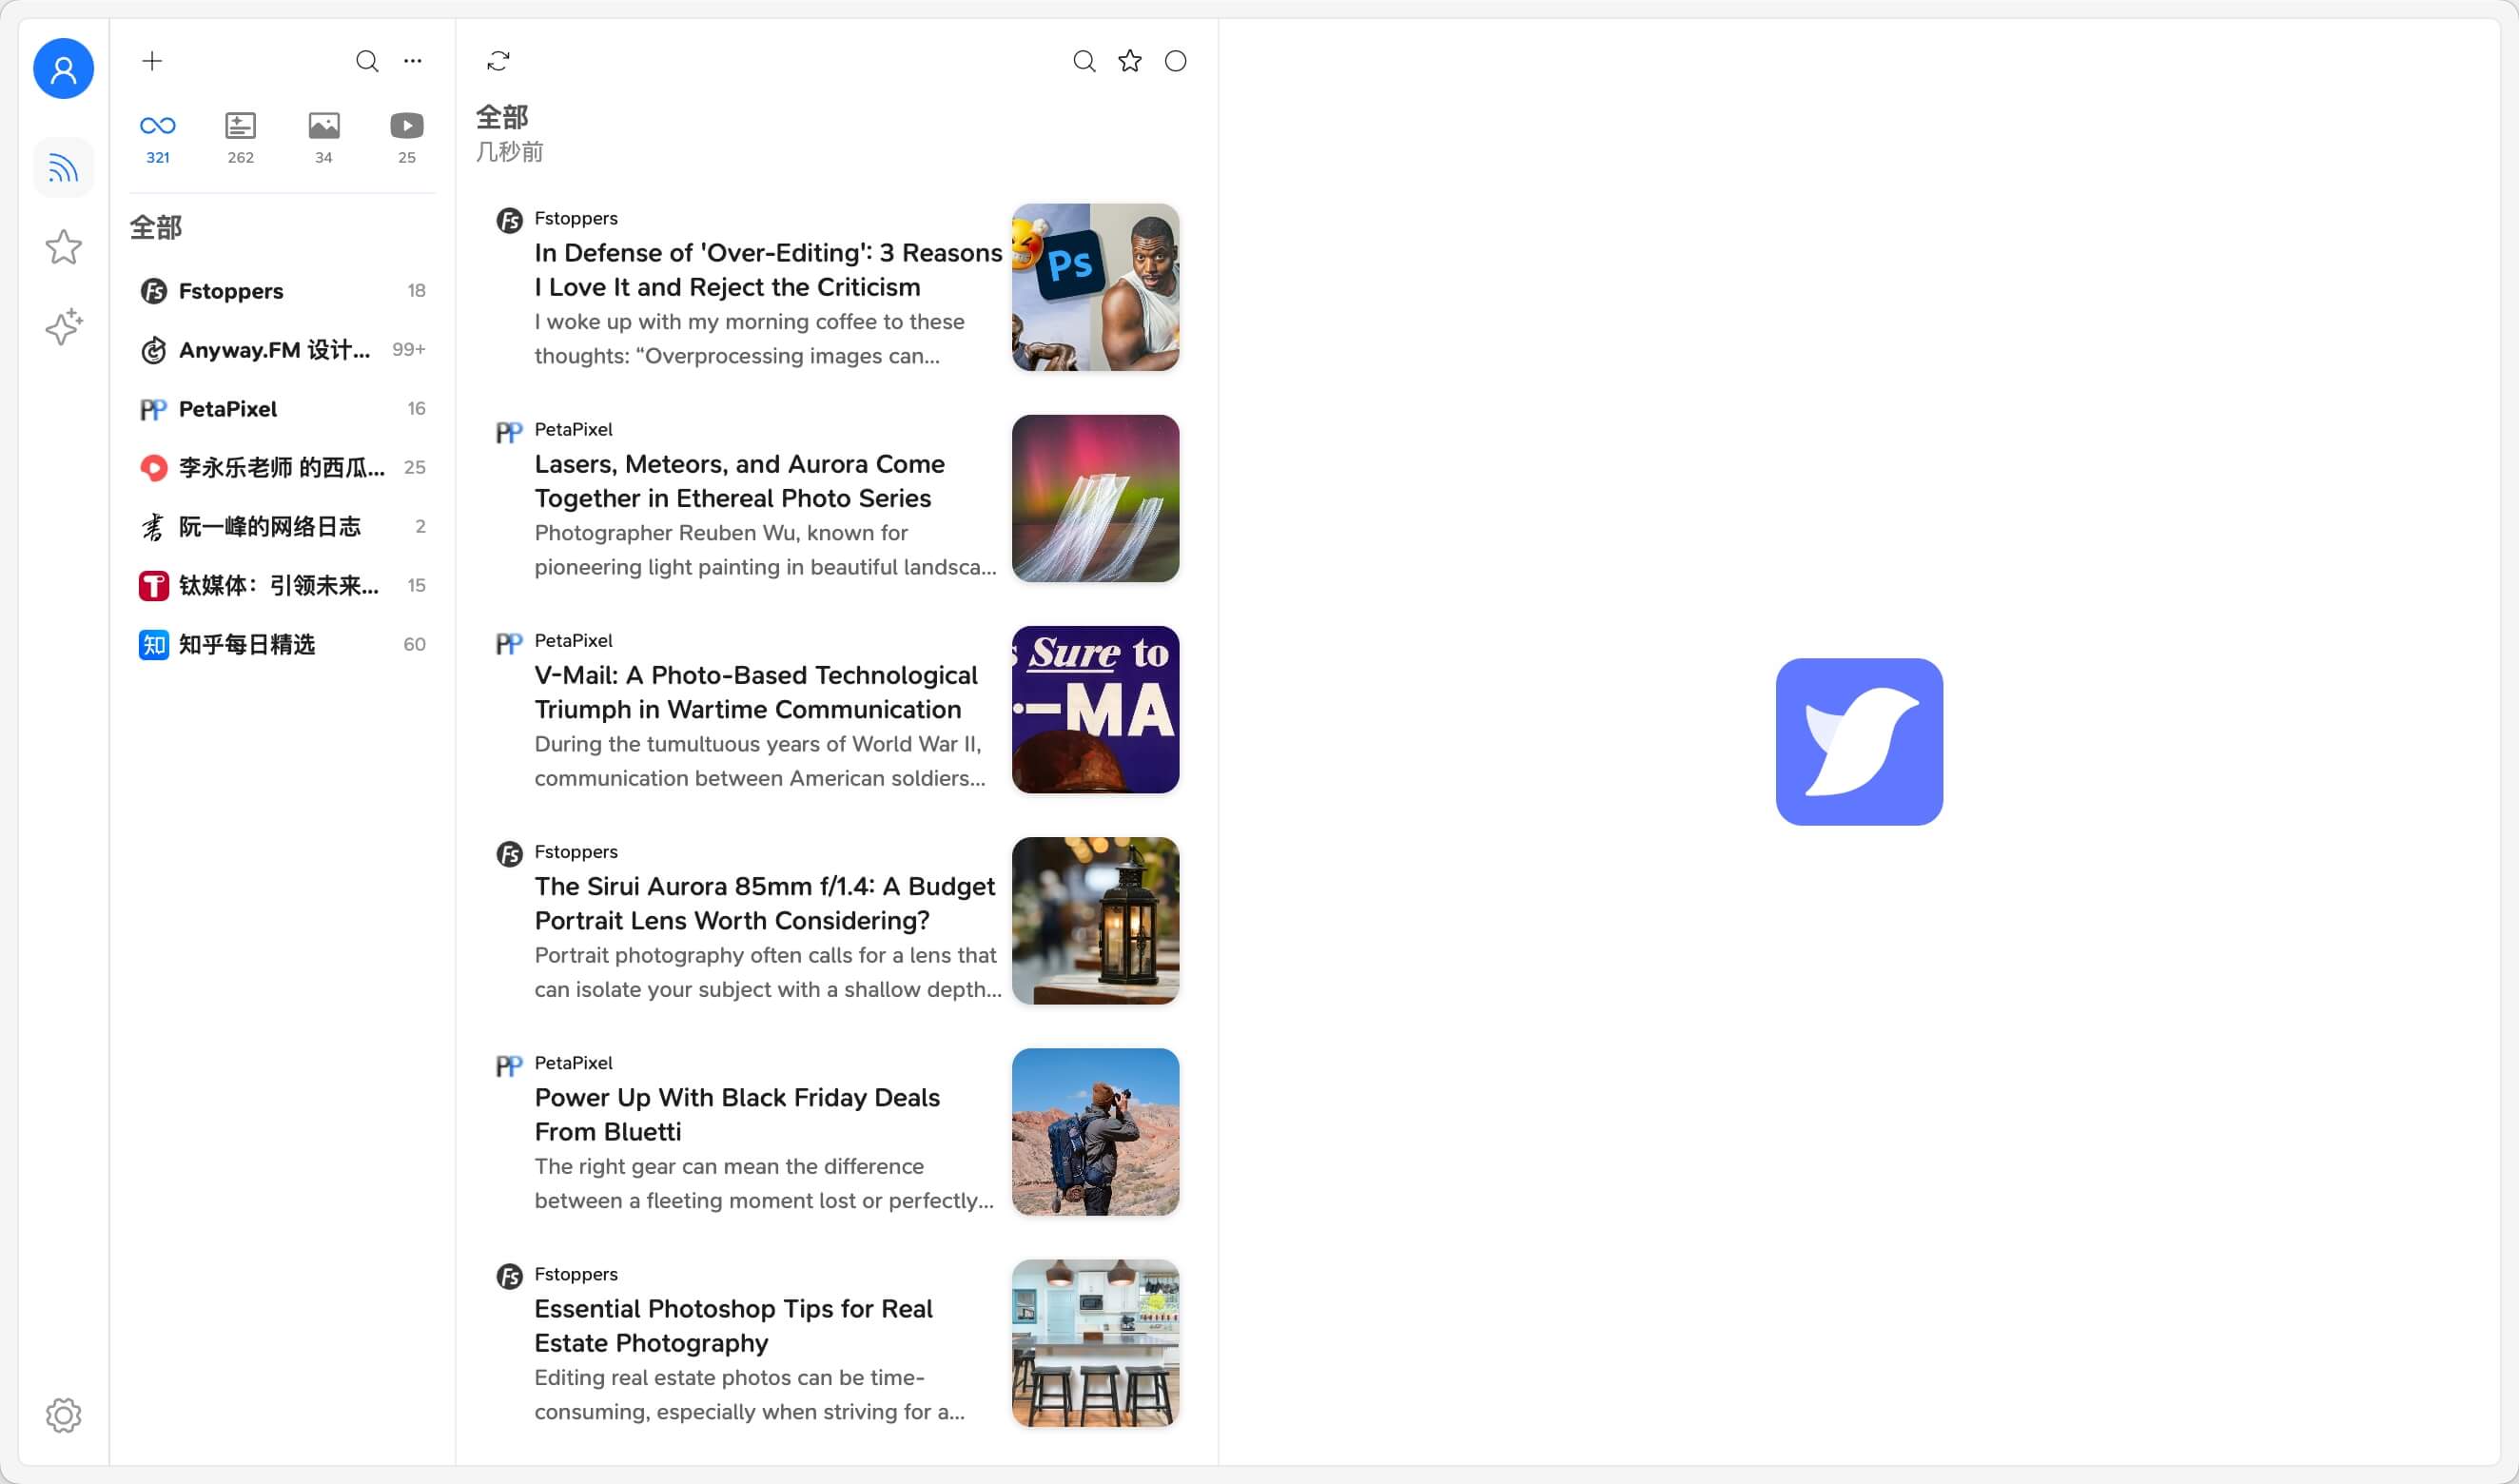 321
262
34
25
全部
Fstoppers
18
Anyway.FM 设计...
99+
PetaPixel
16
李永乐老师 的西瓜...
25
阮一峰的网络日志
2
钛媒体：引领未来...
15
知
知乎每日精选
60
全部
几秒前
Fstoppers
In Defense of 'Over-Editing': 3 Reasons
I Love It and Reject the Criticism
I woke up with my morning coffee to these
thoughts: “Overprocessing images can...
Ps
PetaPixel
Lasers, Meteors, and Aurora Come
Together in Ethereal Photo Series
Photographer Reuben Wu, known for
pioneering light painting in beautiful landsca...
PetaPixel
V-Mail: A Photo-Based Technological
Triumph in Wartime Communication
During the tumultuous years of World War II,
communication between American soldiers...
Sure to
MA
Fstoppers
The Sirui Aurora 85mm f/1.4: A Budget
Portrait Lens Worth Considering?
Portrait photography often calls for a lens that
can isolate your subject with a shallow depth...
PetaPixel
Power Up With Black Friday Deals
From Bluetti
The right gear can mean the difference
between a fleeting moment lost or perfectly...
Fstoppers
Essential Photoshop Tips for Real
Estate Photography
Editing real estate photos can be time-
consuming, especially when striving for a...